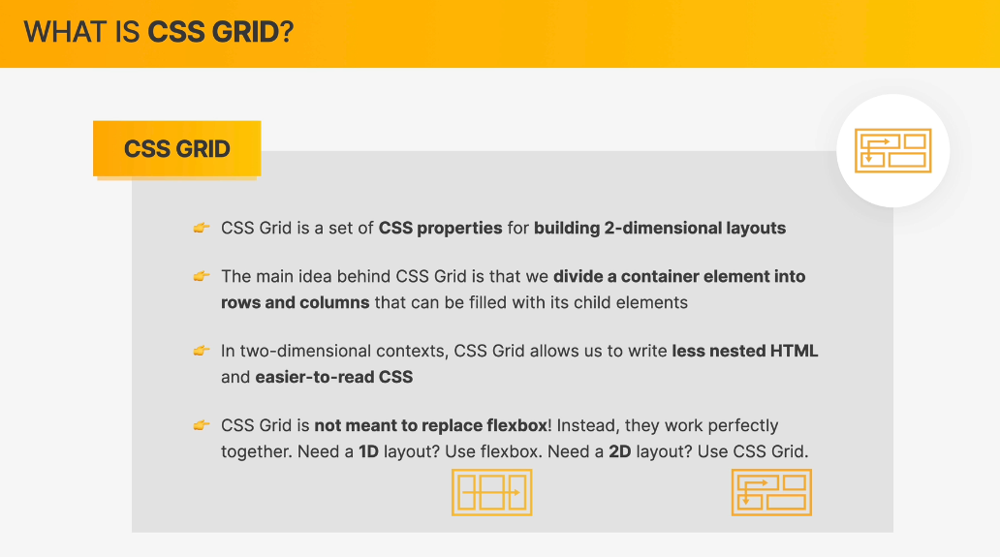 WHAT IS CSS GRID?
CSS GRID
👉 CSS Grid is a set of CSS properties for building 2-dimensional layouts
👉 The main idea behind CSS Grid is that we divide a container element into
rows and columns that can be filled with its child elements
👉 In two-dimensional contexts, CSS Grid allows us to write less nested HTML
and easier-to-read CSS
👉 CSS Grid is not meant to replace flexbox! Instead, they work perfectly
together. Need a 1D layout? Use flexbox. Need a 2D layout? Use CSS Grid.